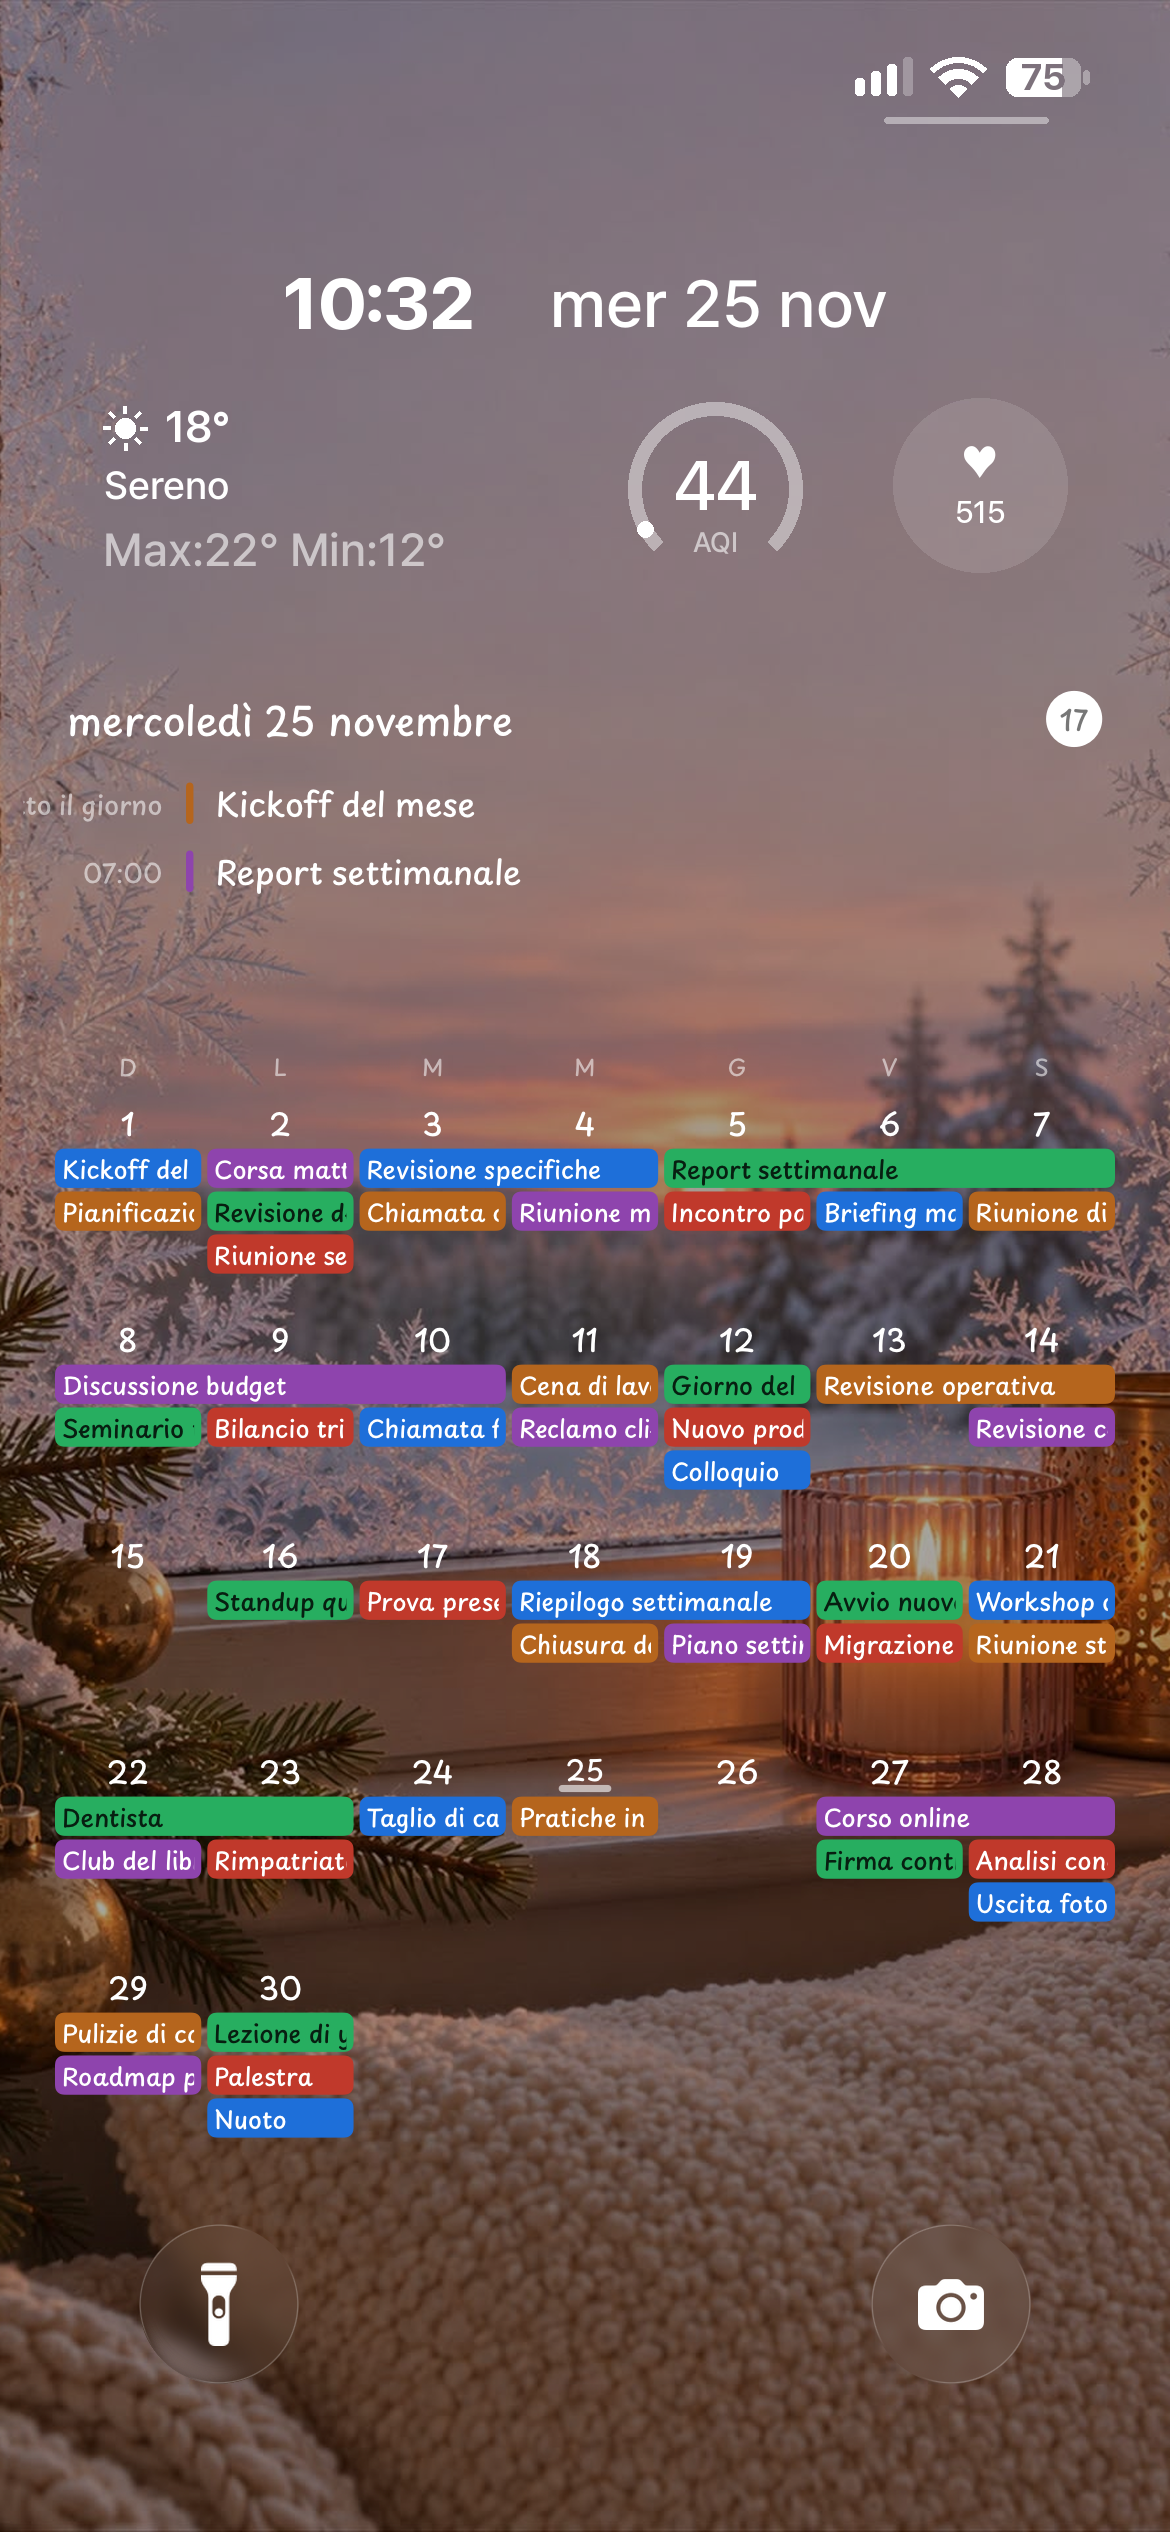 75
10:32 mer 25 nov
18°
Sereno
Max:22° Min:12°
44
AQI
515
mercoledì 25 novembre 17
to il giorno Kickoff del mese
07:00 Report settimanale
D L M M G V S
1 2 3 4 5 6 7
Kickoff del Corsa matt Revisione specifiche Report settimanale
Pianificazio Revisione d Chiamata c Riunione m Incontro po Briefing mo Riunione di
Riunione se
8 9 10 11 12 13 14
Discussione budget Cena di lavo Giorno del Revisione operativa
Seminario Bilancio tri Chiamata f Reclamo cli Nuovo prod Revisione c
Colloquio
15 16 17 18 19 20 21
Standup qu Prova prese Riepilogo settimanale Avvio nuov Workshop c
Chiusura de Piano settin Migrazione Riunione st
22 23 24 25 26 27 28
Dentista Taglio di ca Pratiche in Corso online
Club del lib Rimpatriat Firma cont Analisi con
Uscita foto
29 30
Pulizie di ca Lezione di y
Roadmap p Palestra
Nuoto